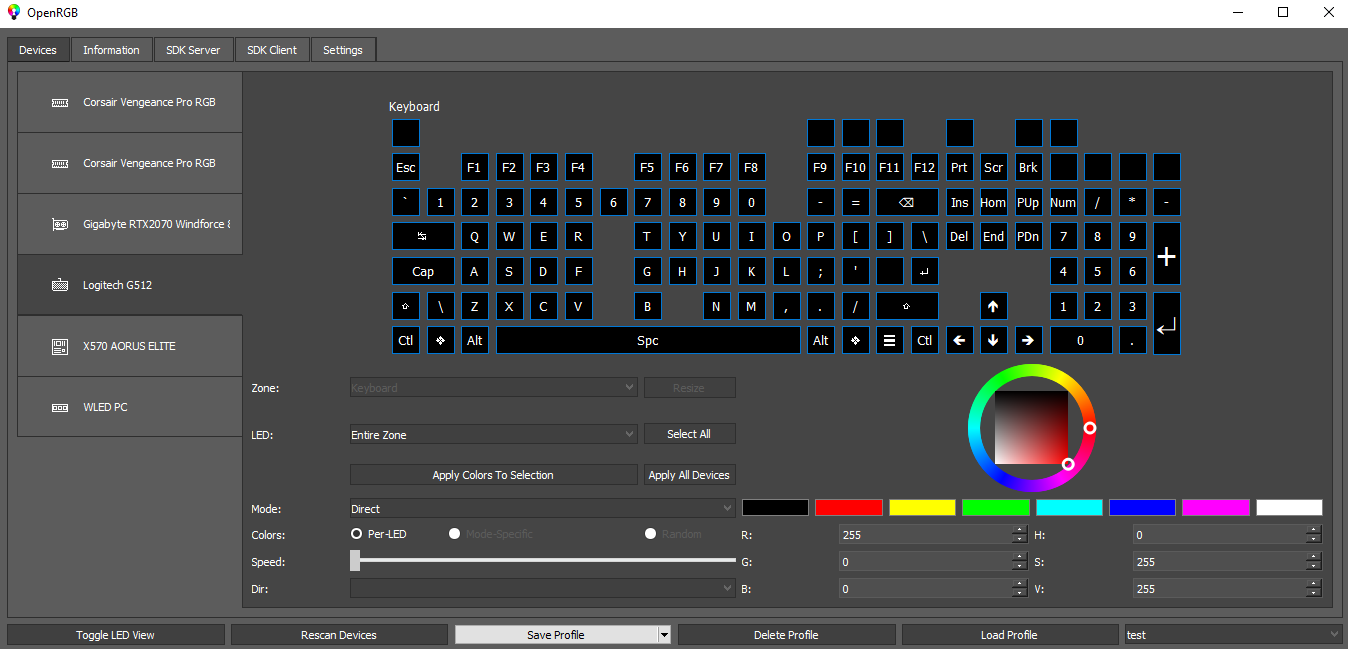 OpenRGB
Devices Information SDK Server SDK Client Settings
Corsair Vengeance Pro RGB
Corsair Vengeance Pro RGB
Gigabyte RTX2070 Windforce 8
Logitech G512
X570 AORUS ELITE
WLED PC
Keyboard
Esc F1 F2 F3 F4 F5 F6 F7 F8 F9 F10 F11 F12 Prt Scr Brk
` 1 2 3 4 5 6 7 8 9 0 - = ⌫ Ins Hom PUp Num / * -
↹ Q W E R T Y U I O P [ ] \ Del End PDn 7 8 9 +
Cap A S D F G H J K L ; ' ↵ 4 5 6
⇧ \ Z X C V B N M , . / ⇧ 🡱 1 2 3 ↵
Ctl ❖ Alt Spc Alt ❖ ☰ Ctl 🡰 🡳 🡲 0 .
Zone: Keyboard Resize
LED: Entire Zone Select All
Apply Colors To Selection Apply All Devices
Mode: Direct
Colors: Per-LED Mode-Specific Random R: 255 H: 0
Speed: G: 0 S: 255
Dir: B: 0 V: 255
Toggle LED View Rescan Devices Save Profile Delete Profile Load Profile test